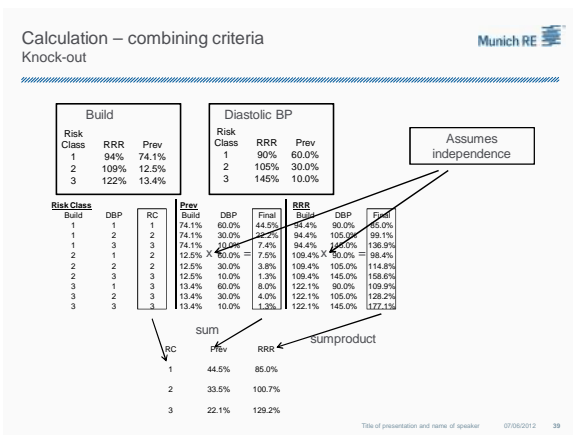 Calculation – combining criteria
Knock-out
Munich RE
Build
Risk
Class RRR Prev
1 94% 74.1%
2 109% 12.5%
3 122% 13.4%
Diastolic BP
Risk
Class RRR Prev
1 90% 60.0%
2 105% 30.0%
3 145% 10.0%
Assumes
independence
Risk Class Prev RRR
Build DBP RC Build DBP Final Build DBP Final
1 1 1 74.1% 60.0% 44.5% 94.4% 90.0% 85.0%
1 2 2 74.1% 30.0% 22.2% 94.4% 105.0% 99.1%
1 3 3 74.1% 10.0% 7.4% 94.4% 145.0% 136.9%
2 1 2 12.5% x 60.0% = 7.5% 109.4% x 90.0% = 98.4%
2 2 2 12.5% 30.0% 3.8% 109.4% 105.0% 114.8%
2 3 3 12.5% 10.0% 1.3% 109.4% 145.0% 158.6%
3 1 3 13.4% 60.0% 8.0% 122.1% 90.0% 109.9%
3 2 3 13.4% 30.0% 4.0% 122.1% 105.0% 128.2%
3 3 3 13.4% 10.0% 1.3% 122.1% 145.0% 177.1%
sum
sumproduct
RC Prev RRR
1 44.5% 85.0%
2 33.5% 100.7%
3 22.1% 129.2%
Title of presentation and name of speaker 07/06/2012 39